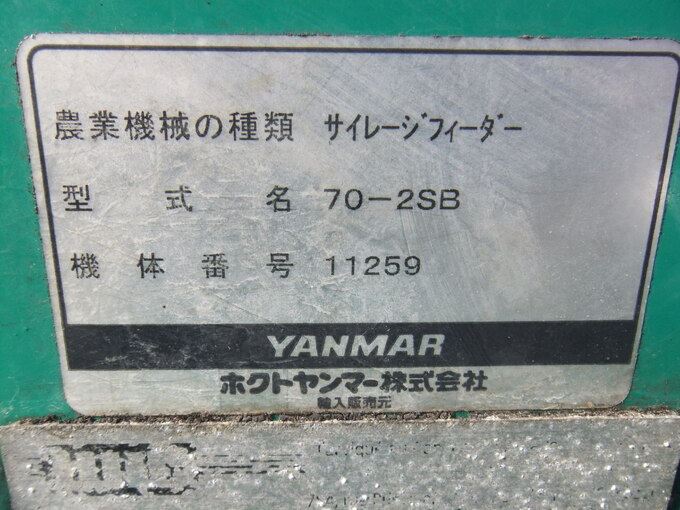 農業機械の種類 サイレージフィーダー
型式名 70-2SB
機体番号 11259
YANMAR
ホクトヤンマー株式会社
輸入販売元